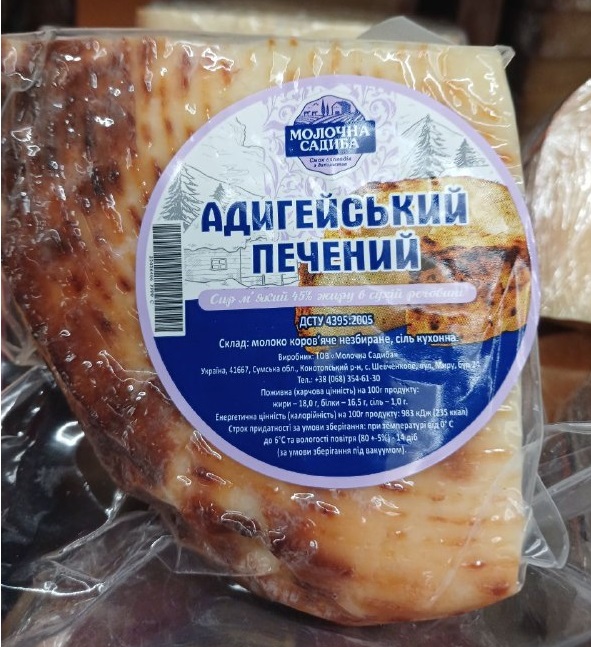 МОЛОЧНА
САДИБА
АДИГЕЙСЬКИЙ
ПЕЧЕНИЙ
Сир м'який 45% жиру в сухій речовині
ДСТУ 4395:2005
Склад: молоко коров'яче незбиране, сіль кухонна.
Виробник: ТОВ «Молочна Садиба»
Україна, 41667, Сумська обл., Конотопський р-н, с. Шевченкове, вул. Миру, буд
Тел.: +38 (068) 354-61-30
Поживна (харчова цінність) на 100г продукту:
жири – 18,0 г, білки – 16,5 г, сіль – 1,0 г.
Енергетична цінність (калорійність) на 100г продукту: 983 кДж (235 ккал)
Строк придатності за умови зберігання: при температурі від 0° С
до 6°С та вологості повітря (80 +-5%) - 14 діб
(за умови зберігання під вакуумом).